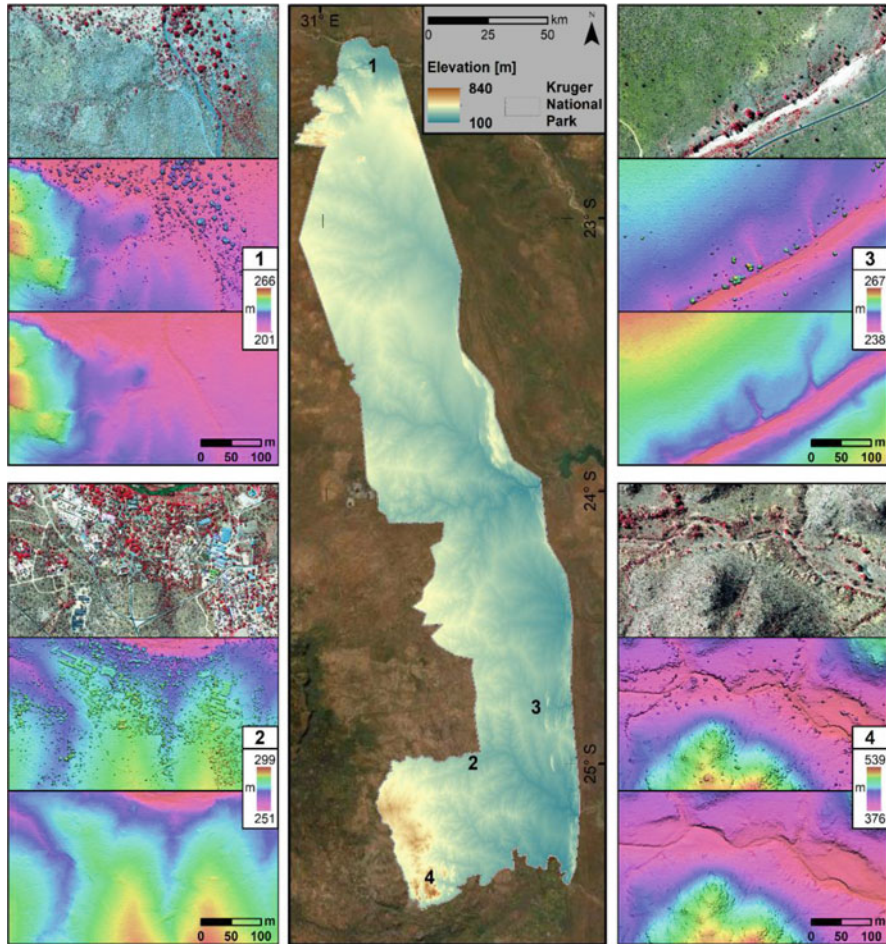 1
266
m
201
0 50 100 m
2
299
m
251
0 50 100 m
31° E
km
0 25 50
N
Elevation [m]
840
100
Kruger
National
Park
1
23° S
24° S
3
2
25° S
4
3
267
m
238
m
0 50 100
4
539
m
376
m
0 50 100